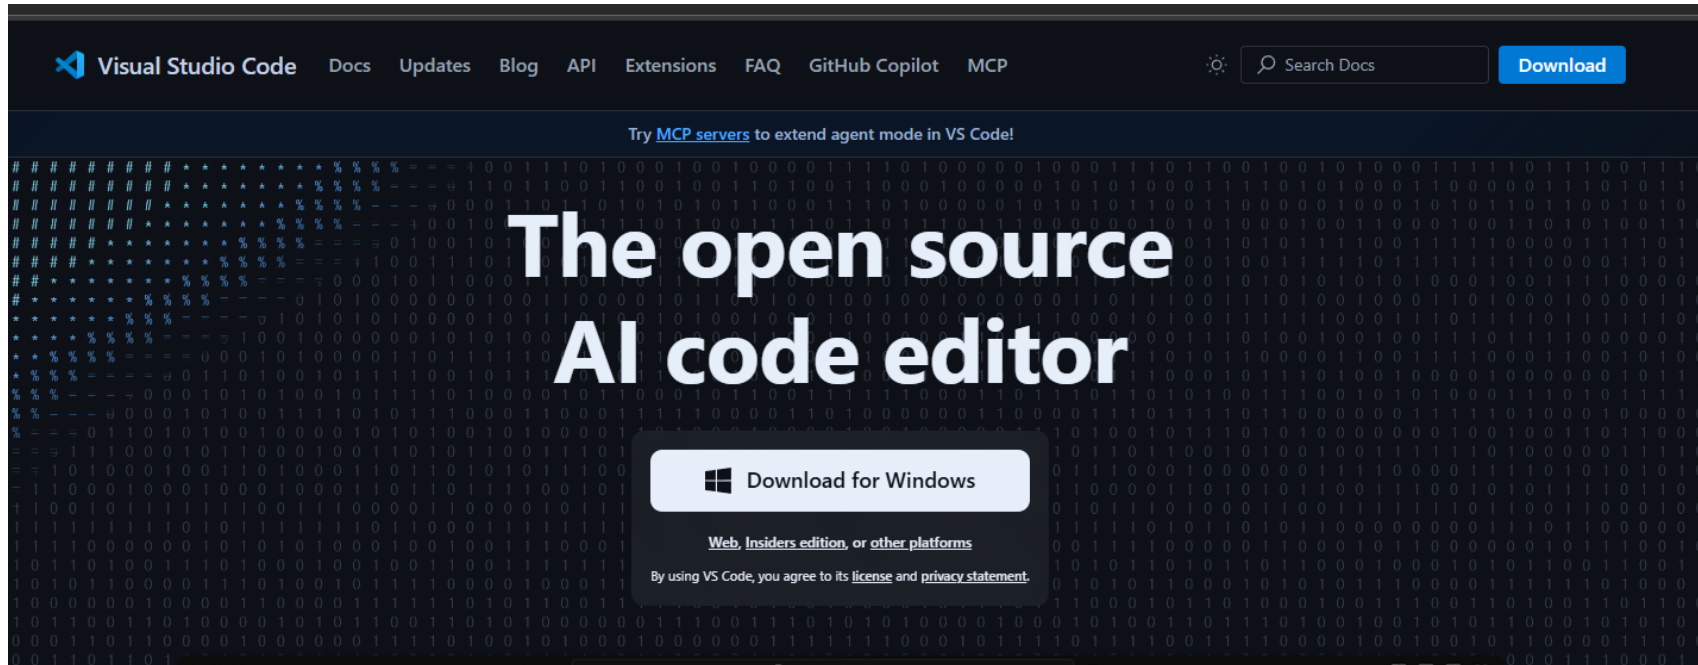 Visual Studio Code Docs Updates Blog API Extensions FAQ GitHub Copilot MCP Search Docs Download
Try MCP servers to extend agent mode in VS Code!
The open source
AI code editor
Download for Windows
Web, Insiders edition, or other platforms
By using VS Code, you agree to its license and privacy statement.